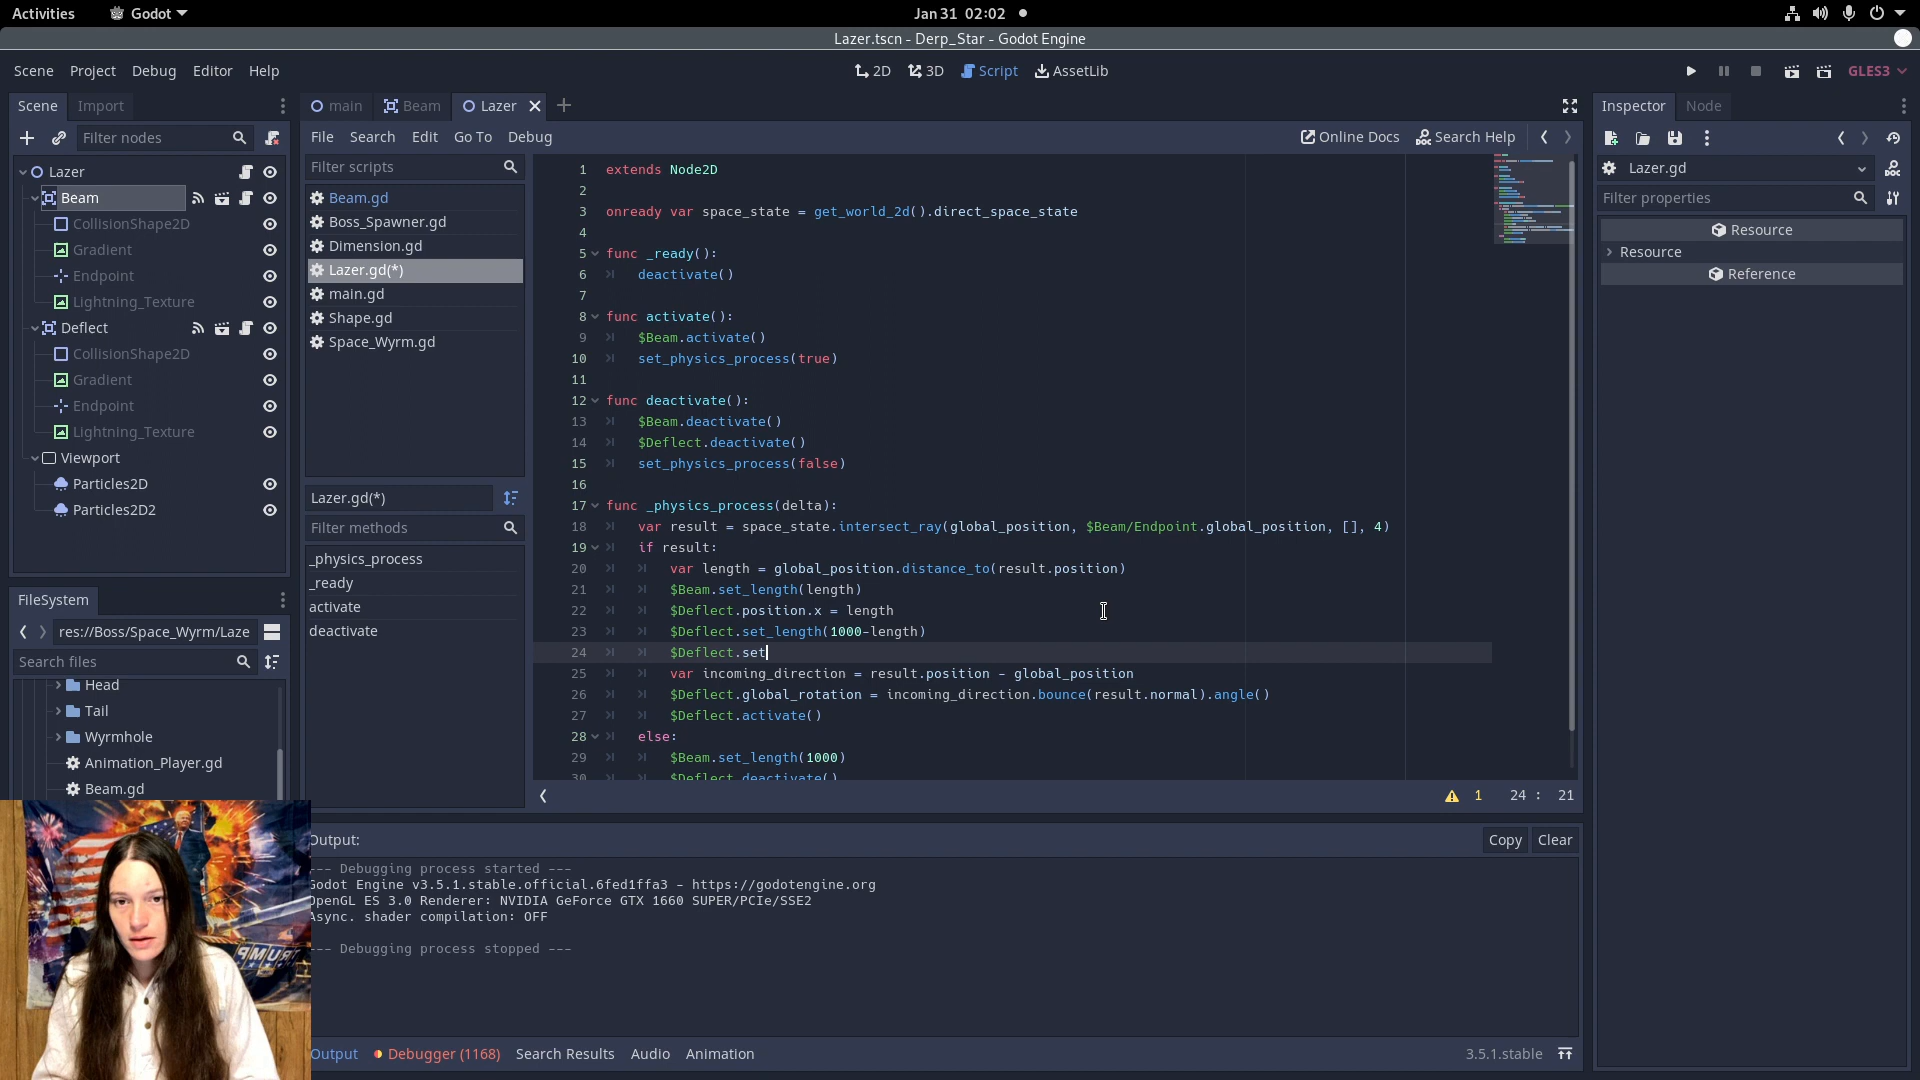 Activities
Godot
Jan 31 02:02
Lazer.tscn - Derp_Star - Godot Engine
Scene Project Debug Editor Help
2D 3D Script AssetLib
GLES3
Scene Import
main Beam Lazer
Inspector Node
Filter nodes
File Search Edit Go To Debug
Online Docs Search Help
Lazer
Beam
CollisionShape2D
Gradient
Endpoint
Lightning_Texture
Deflect
CollisionShape2D
Gradient
Endpoint
Lightning_Texture
Viewport
Particles2D
Particles2D2
FileSystem
res://Boss/Space_Wyrm/Laze
Search files
Head
Tail
Wyrmhole
Animation_Player.gd
Beam.gd
Filter scripts
Beam.gd
Boss_Spawner.gd
Dimension.gd
Lazer.gd(*)
main.gd
Shape.gd
Space_Wyrm.gd
Lazer.gd(*)
Filter methods
_physics_process
_ready
activate
deactivate
1 extends Node2D
2
3 onready var space_state = get_world_2d().direct_space_state
4
5 func _ready():
6 deactivate()
7
8 func activate():
9 $Beam.activate()
10 set_physics_process(true)
11
12 func deactivate():
13 $Beam.deactivate()
14 $Deflect.deactivate()
15 set_physics_process(false)
16
17 func _physics_process(delta):
18 var result = space_state.intersect_ray(global_position, $Beam/Endpoint.global_position, [], 4)
19 if result:
20 var length = global_position.distance_to(result.position)
21 $Beam.set_length(length)
22 $Deflect.position.x = length
23 $Deflect.set_length(1000-length)
24 $Deflect.set
25 var incoming_direction = result.position - global_position
26 $Deflect.global_rotation = incoming_direction.bounce(result.normal).angle()
27 $Deflect.activate()
28 else:
29 $Beam.set_length(1000)
30 $Deflect.deactivate()
1 24 : 21
Lazer.gd
Filter properties
Resource
Resource
Reference
Output:
Copy Clear
--- Debugging process started ---
Godot Engine v3.5.1.stable.official.6fed1ffa3 - https://godotengine.org
OpenGL ES 3.0 Renderer: NVIDIA GeForce GTX 1660 SUPER/PCIe/SSE2
Async. shader compilation: OFF
--- Debugging process stopped ---
Output Debugger (1168) Search Results Audio Animation
3.5.1.stable
TRUMP